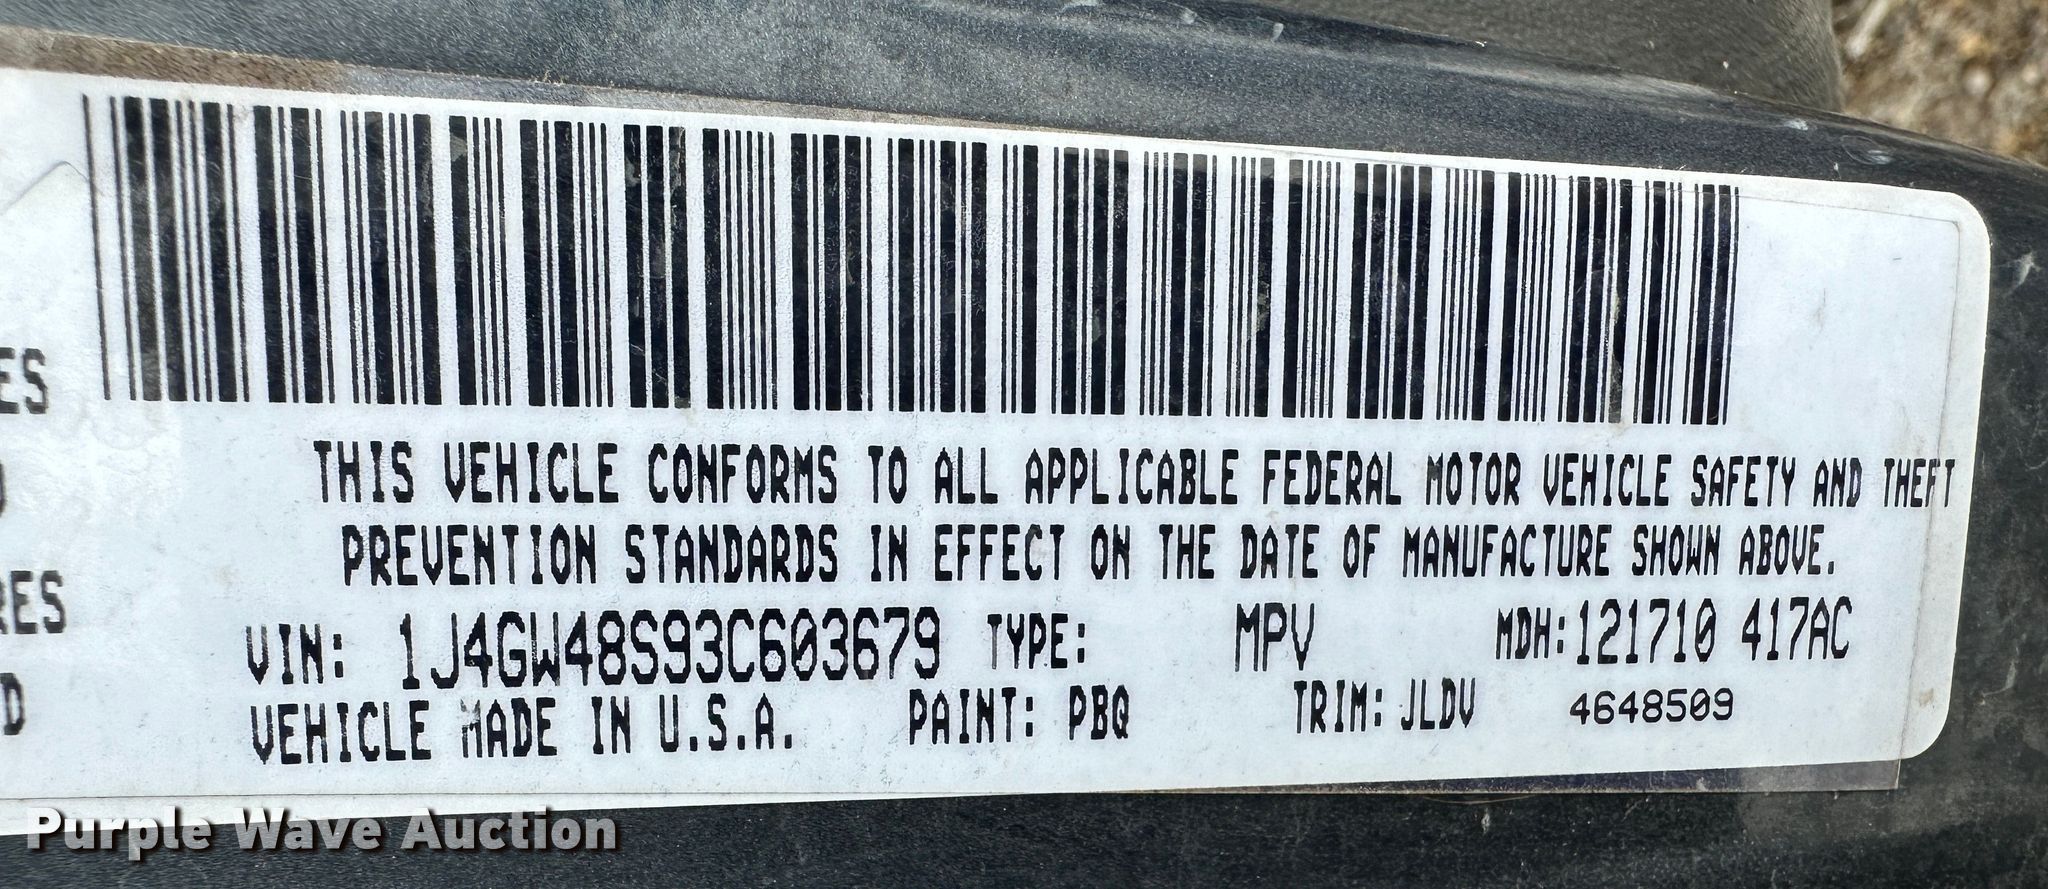 THIS VEHICLE CONFORMS TO ALL APPLICABLE FEDERAL MOTOR VEHICLE SAFETY AND THEFT
PREVENTION STANDARDS IN EFFECT ON THE DATE OF MANUFACTURE SHOWN ABOVE.
VIN: 1J4GW48S93C603679 TYPE: MPV MDH:121710 417AC
VEHICLE MADE IN U.S.A. PAINT: PBQ TRIM: JLDV 4648509
Purple Wave Auction